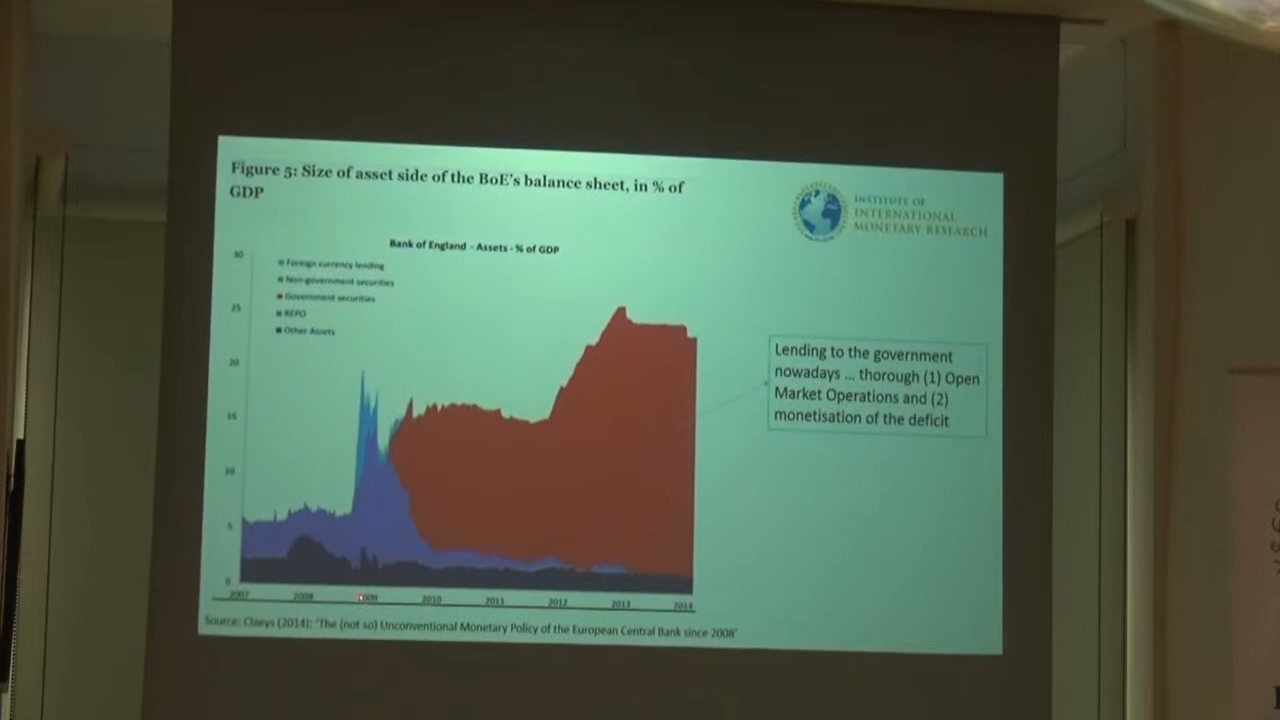 Figure 5: Size of asset side of the BoE's balance sheet, in % of
GDP
INSTITUTE OF
INTERNATIONAL
MONETARY RESEARCH
Bank of England - Assets - % of GDP
30
Foreign currency lending
Non-government securities
25
Government securities
REPO
Other Assets
20
15
10
5
0
Lending to the government
nowadays ... thorough (1) Open
Market Operations and (2)
monetisation of the deficit
2007 2008 2009 2010 2011 2012 2013 2014
Source: Claeys (2014): 'The (not so) Unconventional Monetary Policy of the European Central Bank since 2008'